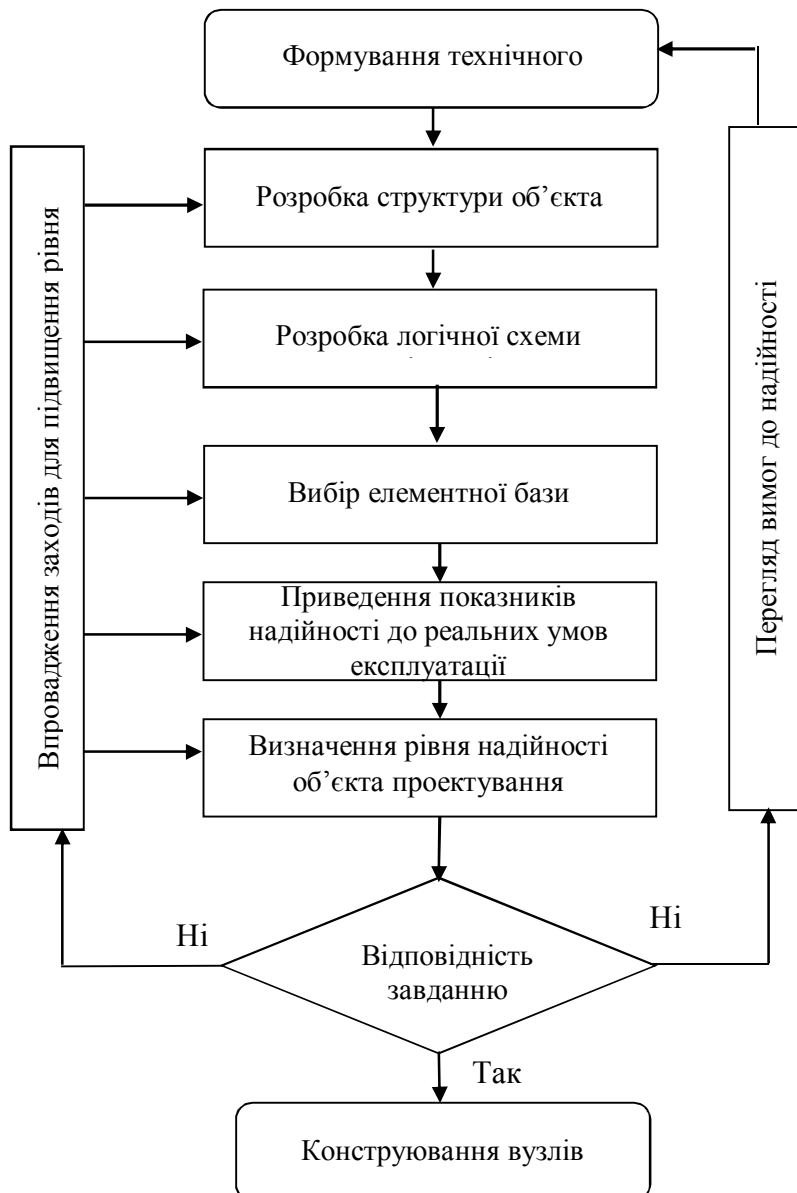 Формування технічного
Розробка структури об’єкта
Розробка логічної схеми
Вибір елементної бази
Приведення показників
надійності до реальних умов
експлуатації
Визначення рівня надійності
об’єкта проектування
Впровадження заходів для підвищення рівня
Перегляд вимог до надійності
Ні
Ні
Відповідність
завданню
Так
Конструювання вузлів